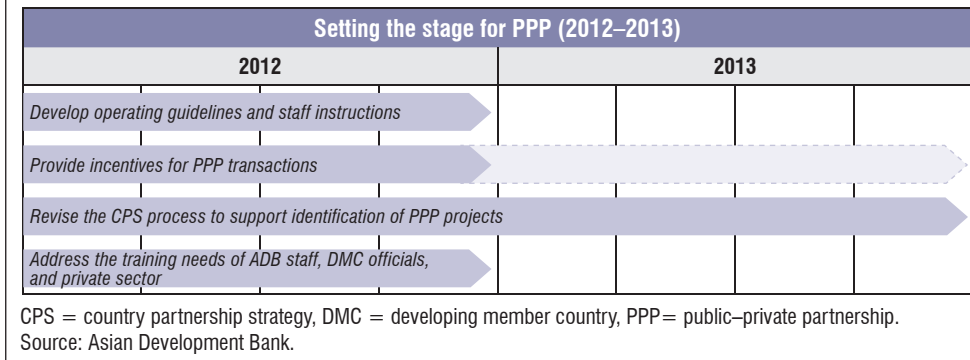 Setting the stage for PPP (2012–2013)
2012 2013
Develop operating guidelines and staff instructions
Provide incentives for PPP transactions
Revise the CPS process to support identification of PPP projects
Address the training needs of ADB staff, DMC officials,
and private sector
CPS = country partnership strategy, DMC = developing member country, PPP= public–private partnership.
Source: Asian Development Bank.